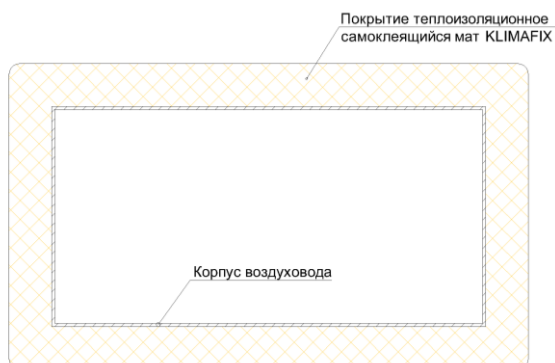 Покрытие теплоизоляционное
самоклеящийся мат KLIMAFIX
Корпус воздуховода